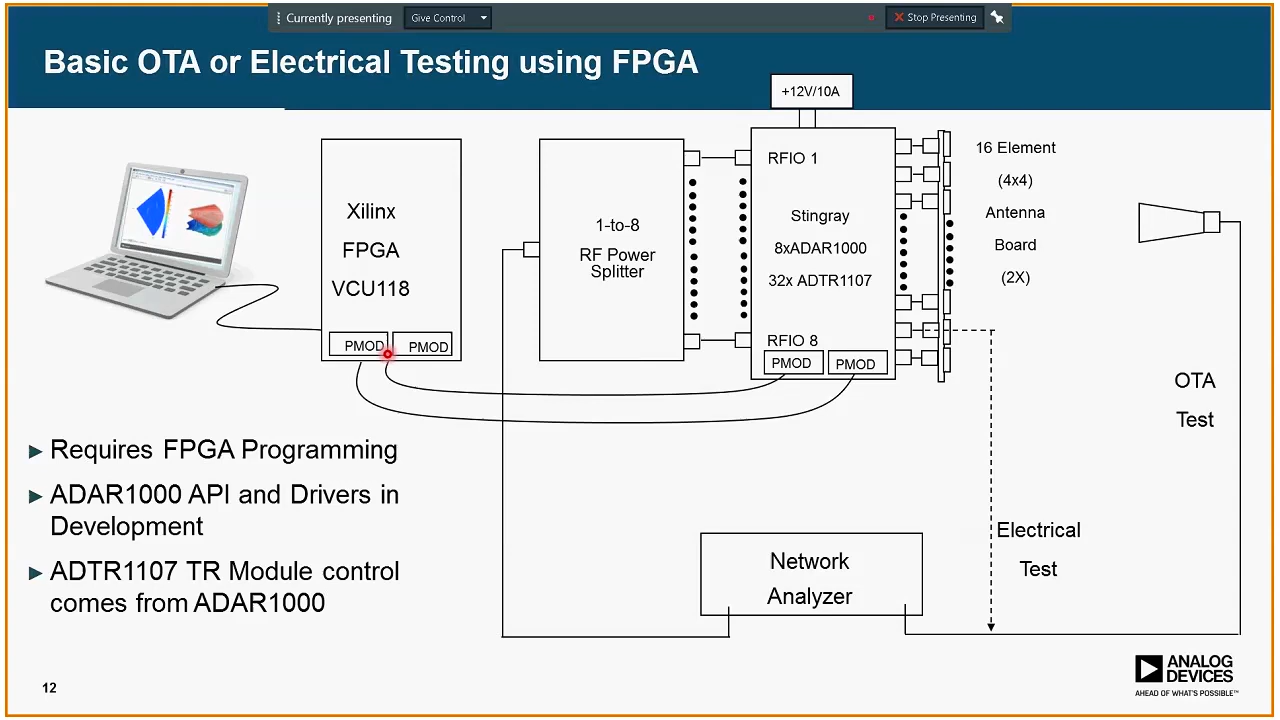 Currently presenting
Give Control
Stop Presenting
Basic OTA or Electrical Testing using FPGA
+12V/10A
Xilinx
FPGA
VCU118
PMOD
PMOD
1-to-8
RF Power
Splitter
RFIO 1
Stingray
8xADAR1000
32x ADTR1107
RFIO 8
PMOD
PMOD
16 Element
(4x4)
Antenna
Board
(2X)
OTA
Test
► Requires FPGA Programming
► ADAR1000 API and Drivers in
Development
► ADTR1107 TR Module control
comes from ADAR1000
Network
Analyzer
Electrical
Test
12
ANALOG
DEVICES
AHEAD OF WHAT'S POSSIBLE™